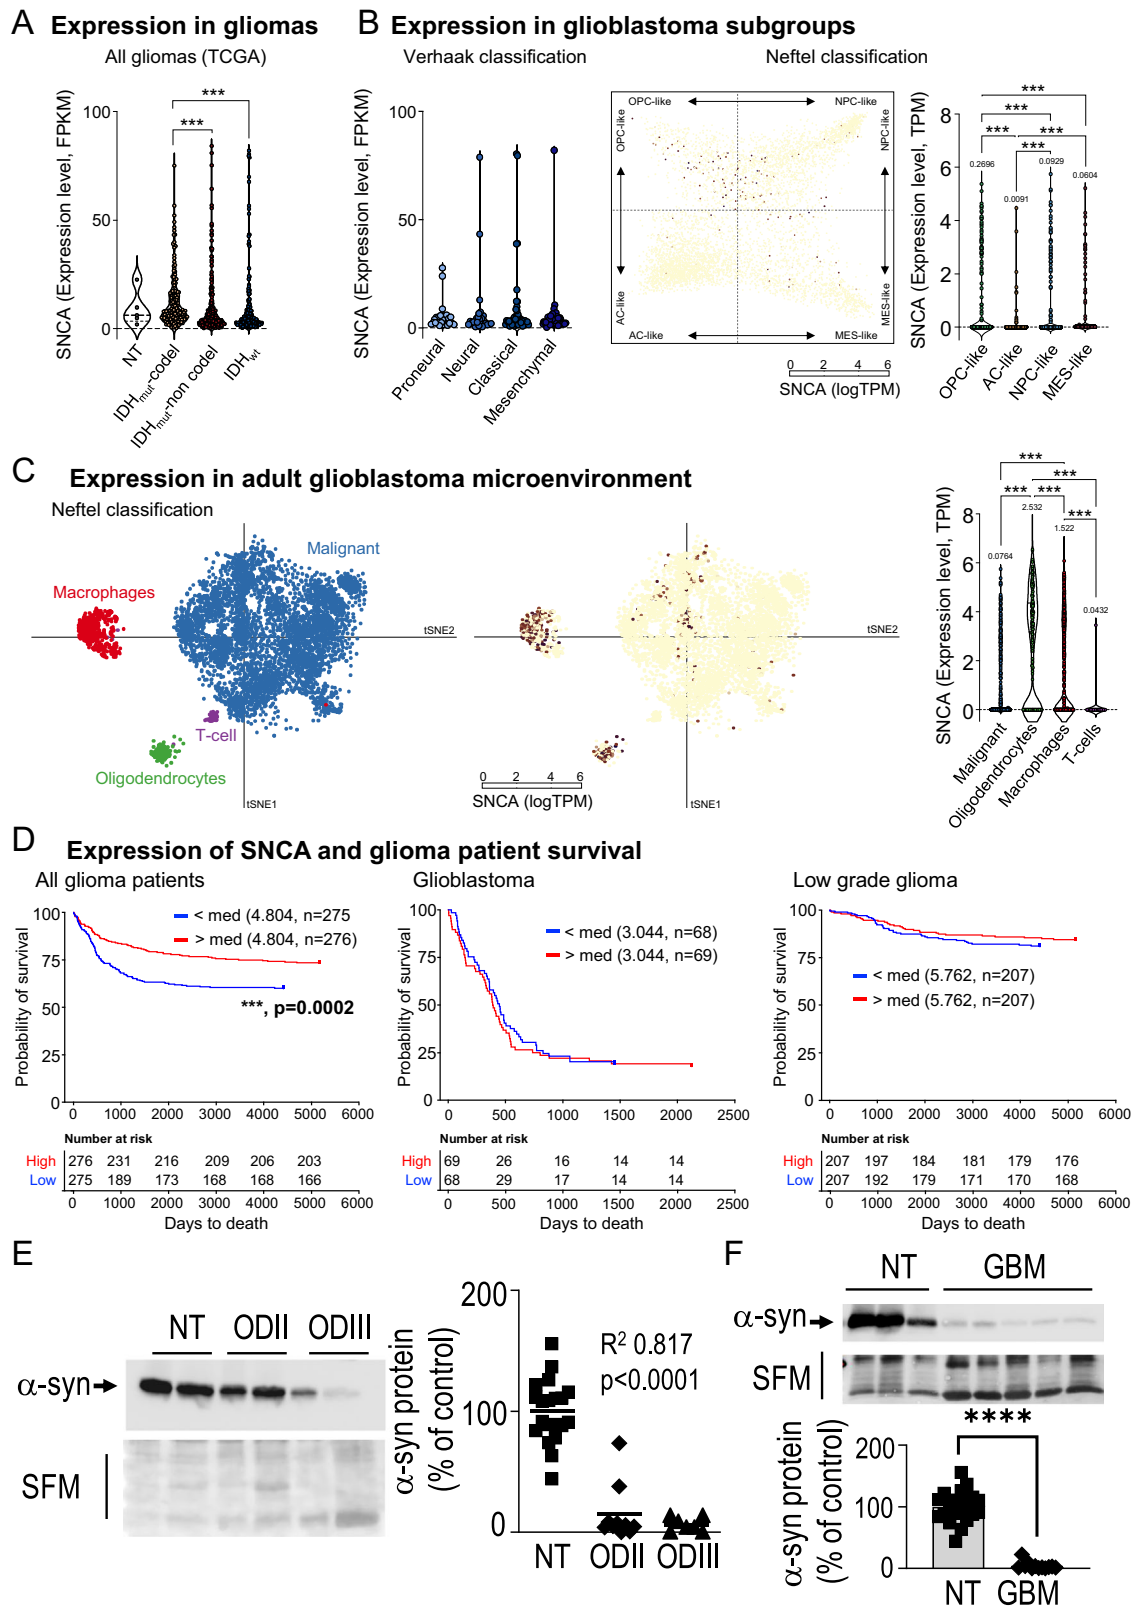 A Expression in gliomas
All gliomas (TCGA)
***
***
SNCA (Expression level, FPKM)
100
50
0
NT
IDHmut-codel
IDHmut-non codel
IDHwt
B Expression in glioblastoma subgroups
Verhaak classification
SNCA (Expression level, FPKM)
100
50
0
Proneural
Neural
Classical
Mesenchymal
Neftel classification
OPC-like
NPC-like
OPC-like
NPC-like
AC-like
MES-like
AC-like
MES-like
0 2 4 6
SNCA (logTPM)
***
***
*** ***
***
SNCA (Expression level, TPM)
8
6
4
2
0
0.2696
0.0091
0.0929
0.0604
OPC-like
AC-like
NPC-like
MES-like
C Expression in adult glioblastoma microenvironment
Neftel classification
Malignant
Macrophages
T-cell
Oligodendrocytes
tSNE2
tSNE1
tSNE2
tSNE1
0 2 4 6
SNCA (logTPM)
***
***
*** ***
***
SNCA (Expression level, TPM)
8
6
4
2
0
0.0764
2.532
1.522
0.0432
Malignant
Oligodendrocytes
Macrophages
T-cells
D Expression of SNCA and glioma patient survival
All glioma patients
Probability of survival
100
75
50
25
0
< med (4.804, n=275
> med (4.804, n=276)
***, p=0.0002
0 1000 2000 3000 4000 5000 6000
Number at risk
High 276 231 216 209 206 203
Low 275 189 173 168 168 166
0 1000 2000 3000 4000 5000 6000
Days to death
Glioblastoma
Probability of survival
100
75
50
25
0
< med (3.044, n=68)
> med (3.044, n=69)
0 500 1000 1500 2000 2500
Number at risk
High 69 26 16 14 14
Low 68 29 17 14 14
0 500 1000 1500 2000 2500
Days to death
Low grade glioma
Probability of survival
100
75
50
25
0
< med (5.762, n=207)
> med (5.762, n=207)
0 1000 2000 3000 4000 5000 6000
Number at risk
High 207 197 184 181 179 176
Low 207 192 179 171 170 168
0 1000 2000 3000 4000 5000 6000
Days to death
E
NT ODII ODIII
α-syn
SFM
α-syn protein
(% of control)
200
100
0
R² 0.817
p<0.0001
NT ODII ODIII
F
NT GBM
α-syn
SFM
****
α-syn protein
(% of control)
200
100
0
NT GBM